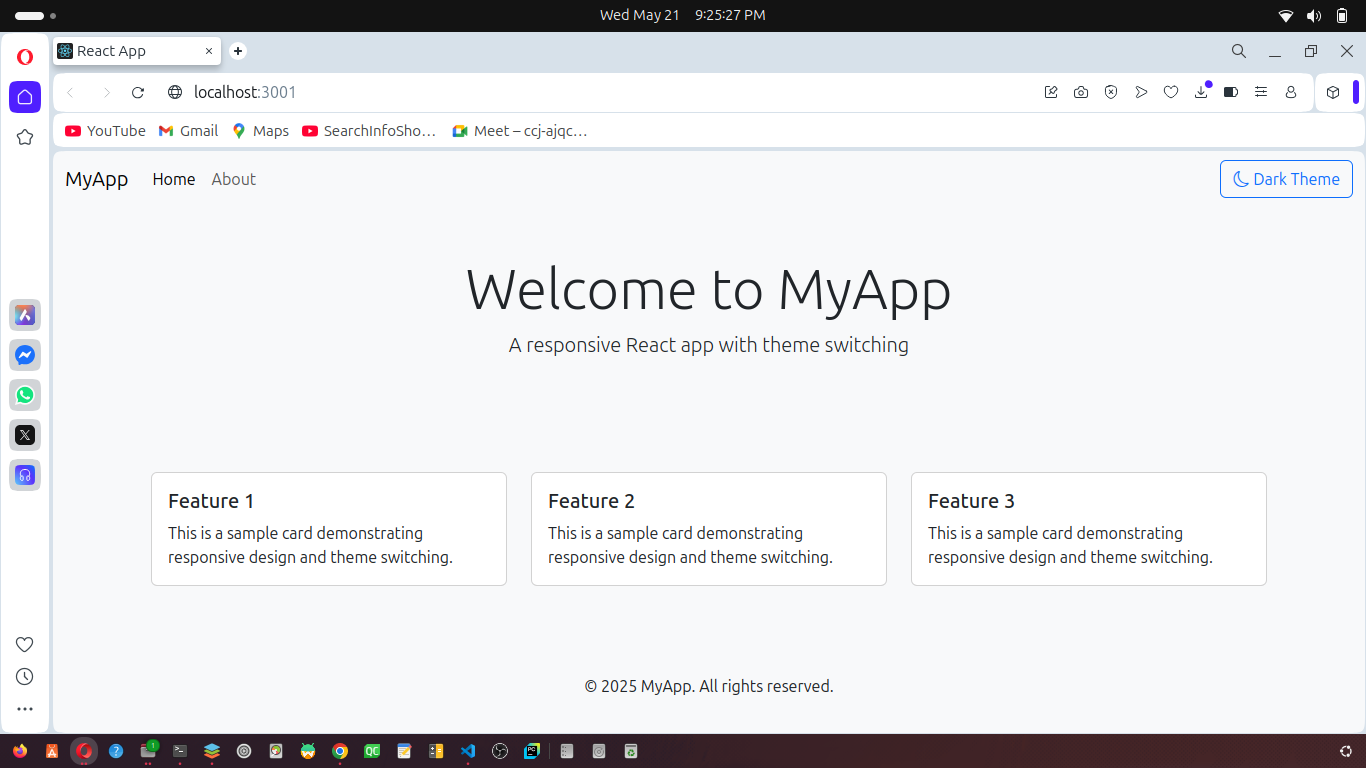 Wed May 21 9:25:27 PM
React App
localhost:3001
YouTube Gmail Maps SearchInfoSho… Meet – ccj-ajqc…
MyApp Home About Dark Theme
Welcome to MyApp
A responsive React app with theme switching
Feature 1
This is a sample card demonstrating
responsive design and theme switching.
Feature 2
This is a sample card demonstrating
responsive design and theme switching.
Feature 3
This is a sample card demonstrating
responsive design and theme switching.
© 2025 MyApp. All rights reserved.
1
QC
PC